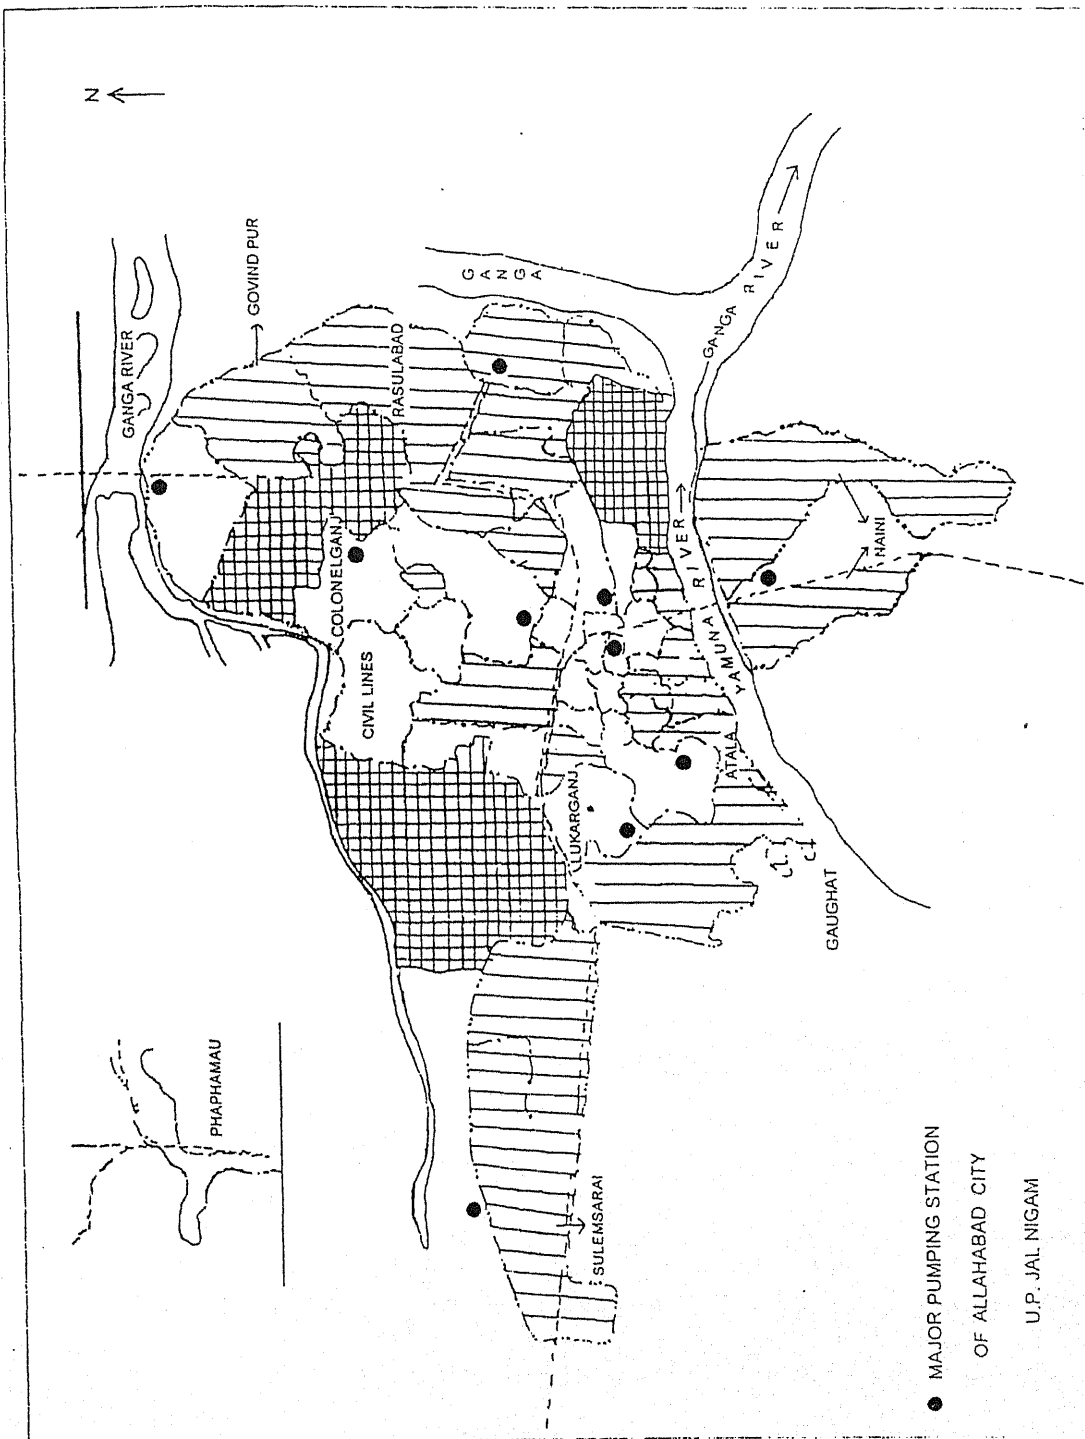 N
GANGA RIVER
GOVIND PUR
RASULABAD
GANGA
COLONELGANJ
CIVIL LINES
GANGA RIVER
YAMUNA RIVER
NAINI
LUKARGANJ
ATALA
GAUGHAT
PHAPHAMAU
SULEMSARAI
MAJOR PUMPING STATION
OF ALLAHABAD CITY
U.P. JAL NIGAM